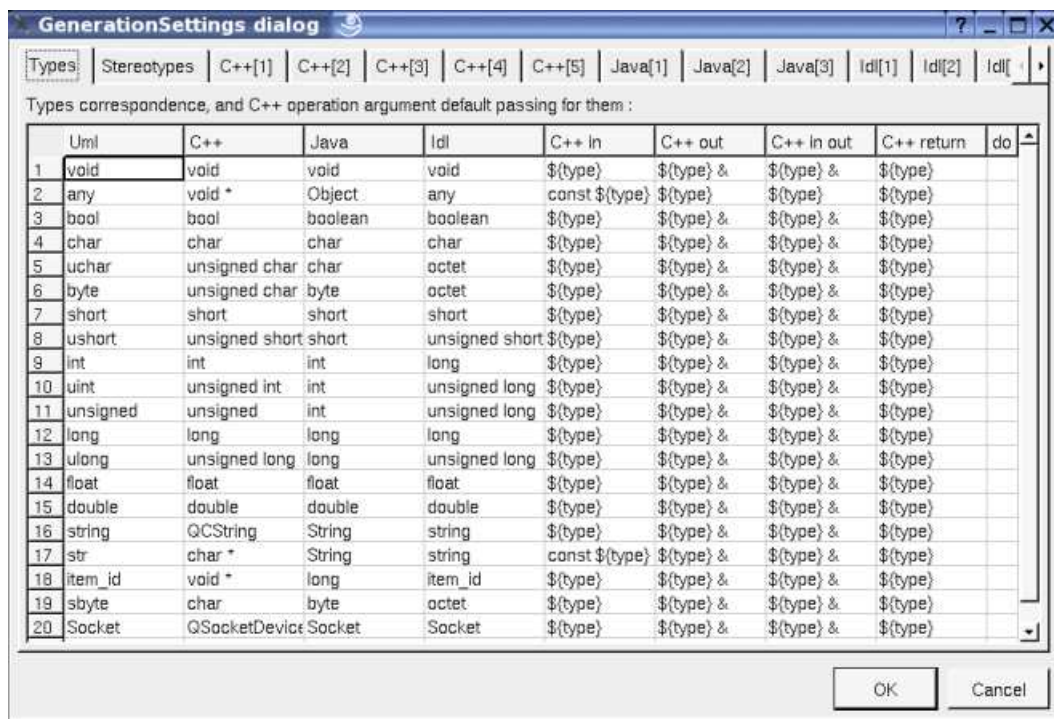 GenerationSettings dialog
Types Stereotypes C++[1] C++[2] C++[3] C++[4] C++[5] Java[1] Java[2] Java[3] Idl[1] Idl[2] Idl[
Types correspondence, and C++ operation argument default passing for them :
Uml C++ Java Idl C++ in C++ out C++ in out C++ return do
1 void void void void ${type} ${type} & ${type} & ${type}
2 any void * Object any const ${type} ${type} ${type} ${type}
3 bool bool boolean boolean ${type} ${type} & ${type} & ${type}
4 char char char char ${type} ${type} & ${type} & ${type}
5 uchar unsigned char char octet ${type} ${type} & ${type} & ${type}
6 byte unsigned char byte octet ${type} ${type} & ${type} & ${type}
7 short short short short ${type} ${type} & ${type} & ${type}
8 ushort unsigned short short unsigned short ${type} ${type} & ${type} & ${type}
9 int int int long ${type} ${type} & ${type} & ${type}
10 uint unsigned int int unsigned long ${type} ${type} & ${type} & ${type}
11 unsigned unsigned int unsigned long ${type} ${type} & ${type} & ${type}
12 long long long long ${type} ${type} & ${type} & ${type}
13 ulong unsigned long long unsigned long ${type} ${type} & ${type} & ${type}
14 float float float float ${type} ${type} & ${type} & ${type}
15 double double double double ${type} ${type} & ${type} & ${type}
16 string QCString String string ${type} ${type} & ${type} & ${type}
17 str char * String string const ${type} ${type} & ${type} & ${type}
18 item_id void * long item_id ${type} ${type} & ${type} & ${type}
19 sbyte char byte octet ${type} ${type} & ${type} & ${type}
20 Socket QSocketDevice Socket Socket ${type} ${type} & ${type} & ${type}
OK Cancel